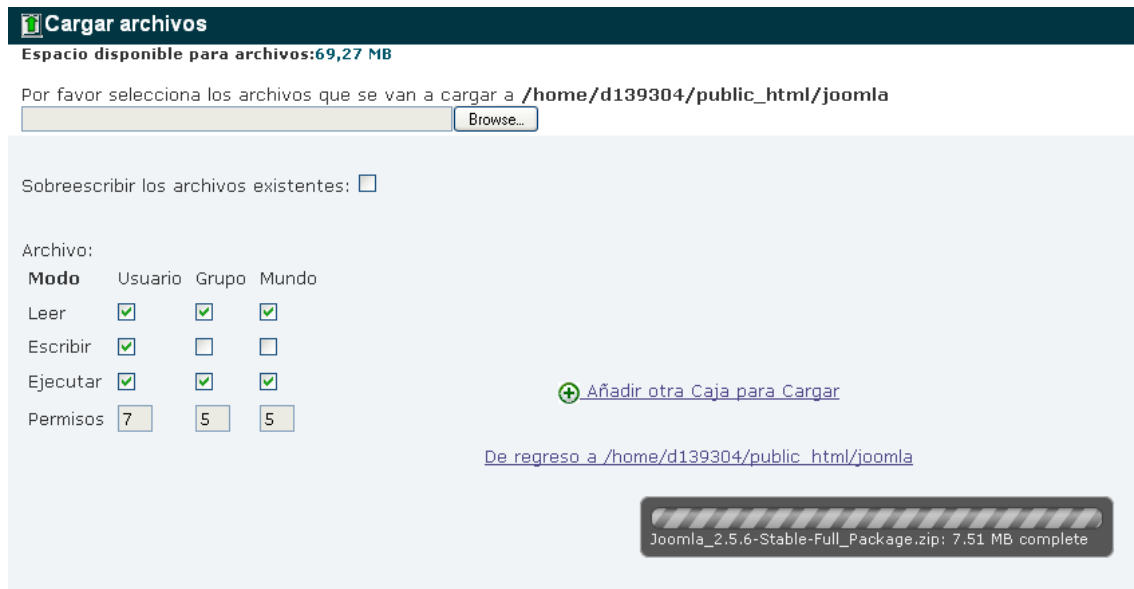 Cargar archivos
Espacio disponible para archivos:69,27 MB
Por favor selecciona los archivos que se van a cargar a /home/d139304/public_html/joomla
Browse...
Sobreescribir los archivos existentes:
Archivo:
Modo Usuario Grupo Mundo
Leer
Escribir
Ejecutar
Añadir otra Caja para Cargar
Permisos 7 5 5
De regreso a /home/d139304/public_html/joomla
Joomla_2.5.6-Stable-Full_Package.zip: 7.51 MB complete